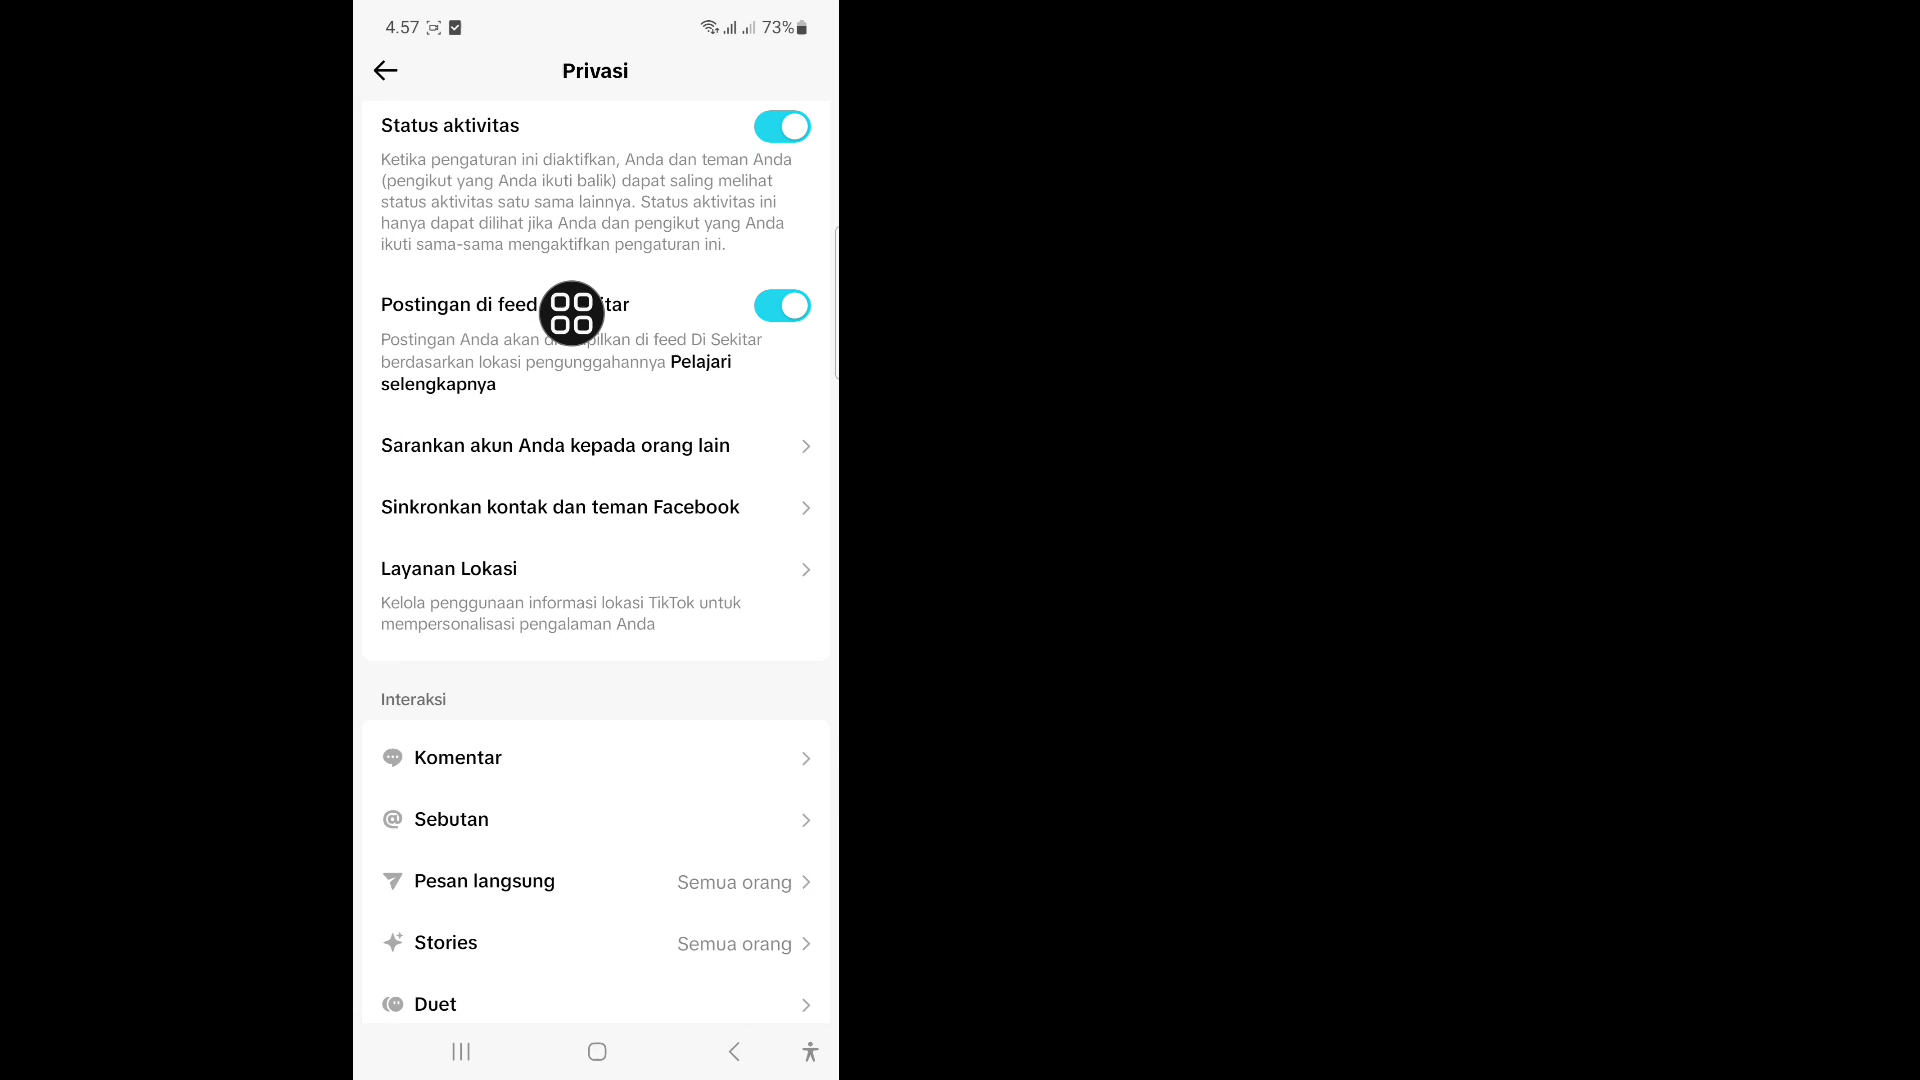 4.57
73%
Privasi
Status aktivitas
Ketika pengaturan ini diaktifkan, Anda dan teman Anda
(pengikut yang Anda ikuti balik) dapat saling melihat
status aktivitas satu sama lainnya. Status aktivitas ini
hanya dapat dilihat jika Anda dan pengikut yang Anda
ikuti sama-sama mengaktifkan pengaturan ini.
Postingan di feed
Postingan Anda akan di feed Di Sekitar
berdasarkan lokasi pengunggahannya Pelajari
selengkapnya
Sarankan akun Anda kepada orang lain
Sinkronkan kontak dan teman Facebook
Layanan Lokasi
Kelola penggunaan informasi lokasi TikTok untuk
mempersonalisasi pengalaman Anda
Interaksi
Komentar
Sebutan
Pesan langsung Semua orang
Stories Semua orang
Duet